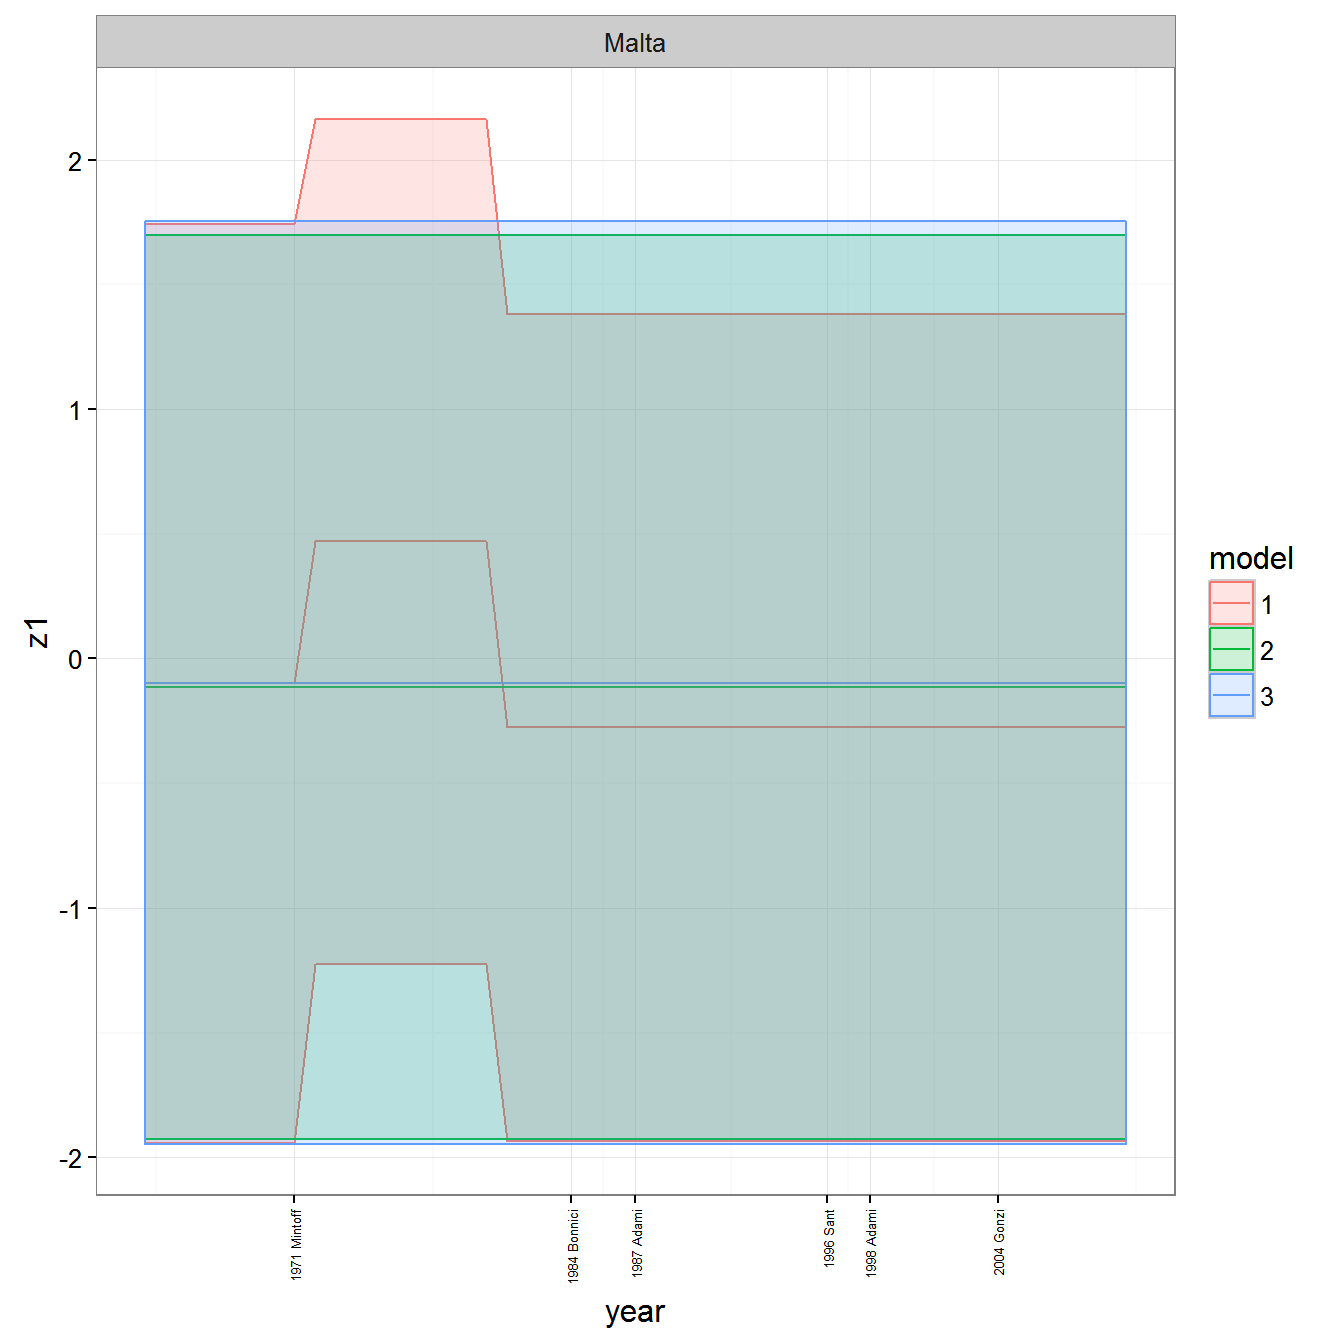 Malta
2
1
0
-1
-2
z1
1971 Mintoff
1984 Bonnici
1987 Adami
1996 Sant
1998 Adami
2004 Gonzi
year
model
1
2
3